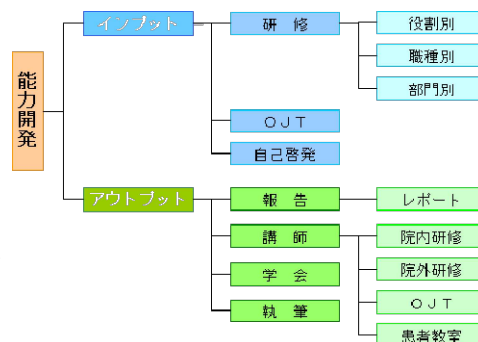 能力開発
インプット
研 修
役割別
職種別
部門別
ＯＪＴ
自己啓発
アウトプット
報 告
レポート
講 師
院内研修
院外研修
ＯＪＴ
患者教室
学 会
執 筆